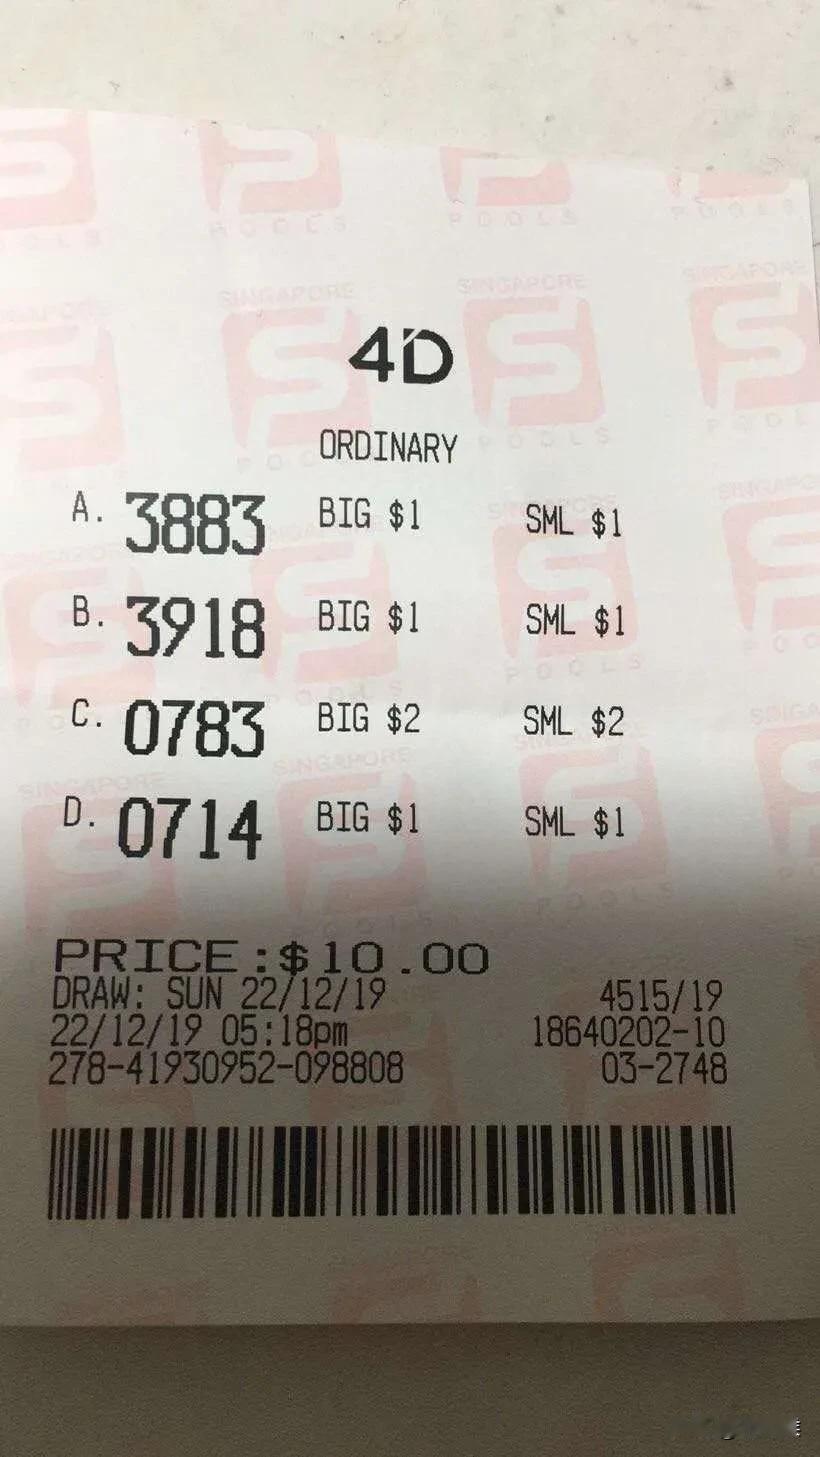 4D
ORDINARY
A. 3883 BIG $1 SML $1
B. 3918 BIG $1 SML $1
C. 0783 BIG $2 SML $2
D. 0714 BIG $1 SML $1
PRICE:$10.00
DRAW: SUN 22/12/19 4515/19
22/12/19 05:18pm 18640202-10
278-41930952-098808 03-2748
SINGAPORE POOLS